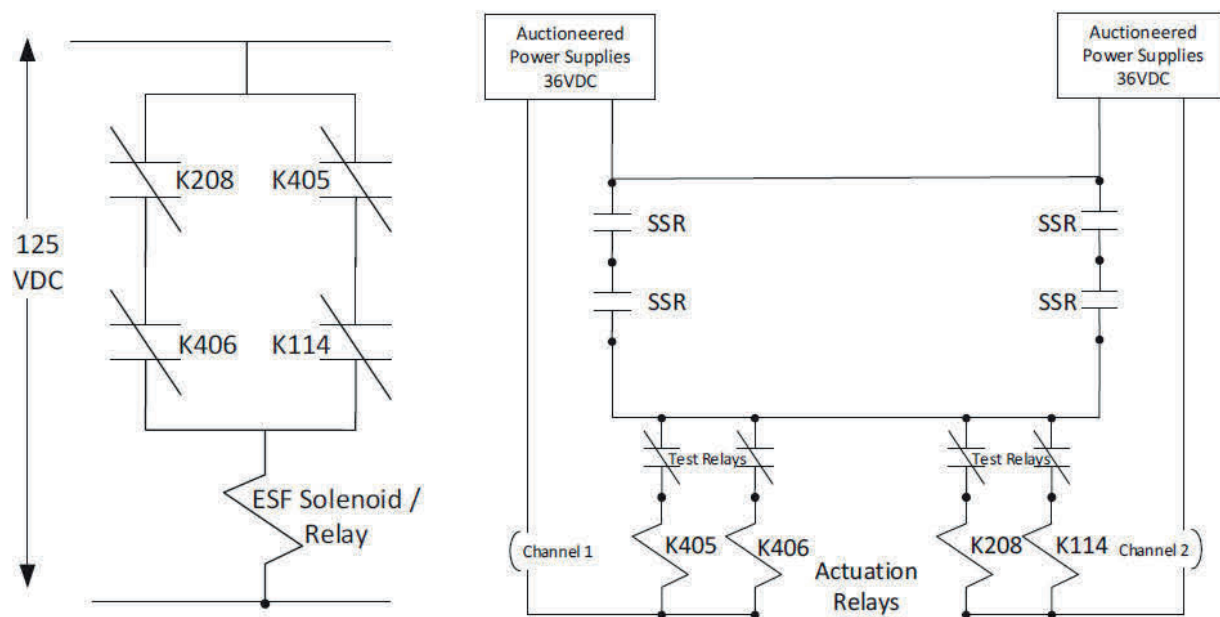 125
VDC
K208
K405
K406
K114
ESF Solenoid /
Relay
Auctioneered
Power Supplies
36VDC
Auctioneered
Power Supplies
36VDC
SSR
SSR
SSR
SSR
Test Relays
Test Relays
Channel 1
K405
K406
K208
K114
Channel 2
Actuation
Relays